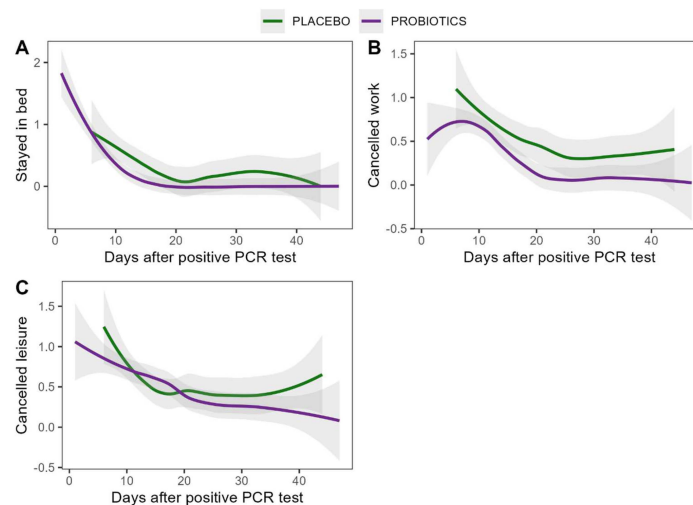 PLACEBO PROBIOTICS
A
Stayed in bed
2
1
0
0 10 20 30 40
Days after positive PCR test
B
Cancelled work
1.5
1.0
0.5
0.0
-0.5
0 10 20 30 40
Days after positive PCR test
C
Cancelled leisure
1.5
1.0
0.5
0.0
-0.5
0 10 20 30 40
Days after positive PCR test